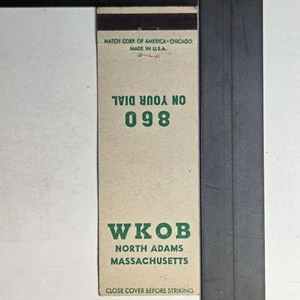 MATCH CORP. OF AMERICA • CHICAGO
MADE IN U.S.A.
860
ON YOUR DIAL
WKOB
NORTH ADAMS
MASSACHUSETTS
CLOSE COVER BEFORE STRIKING